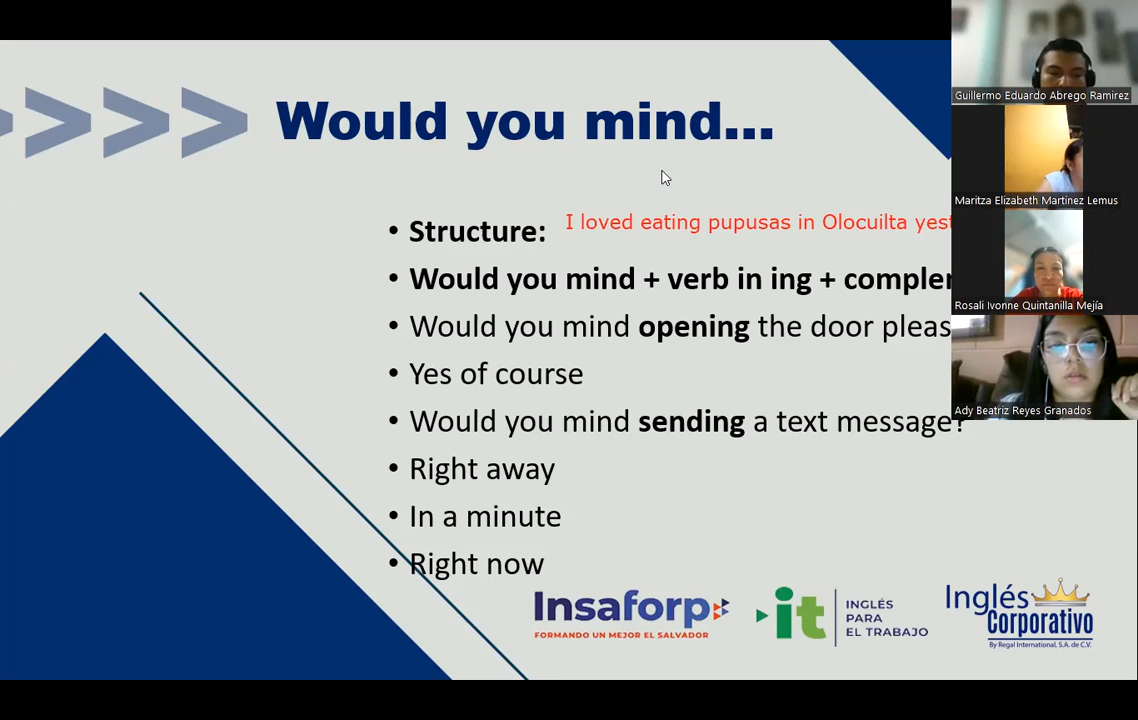 Would you mind...
• Structure:
I loved eating pupusas in Olocuilta
• Would you mind + verb in ing +
• Would you mind opening the door
• Yes of course
• Would you mind sending a text message?
• Right away
• In a minute
• Right now
Insaforp
FORMANDO UN MEJOR EL SALVADOR
it
INGLÉS
PARA
EL TRABAJO
Inglés
Corporativo
By Regal International, S.A. de C.V.
Guillermo Eduardo Abrego Ramirez
Maritza Elizabeth Martinez Lemus
Rosali Ivonne Quintanilla Mejía
Ady Beatriz Reyes Granados